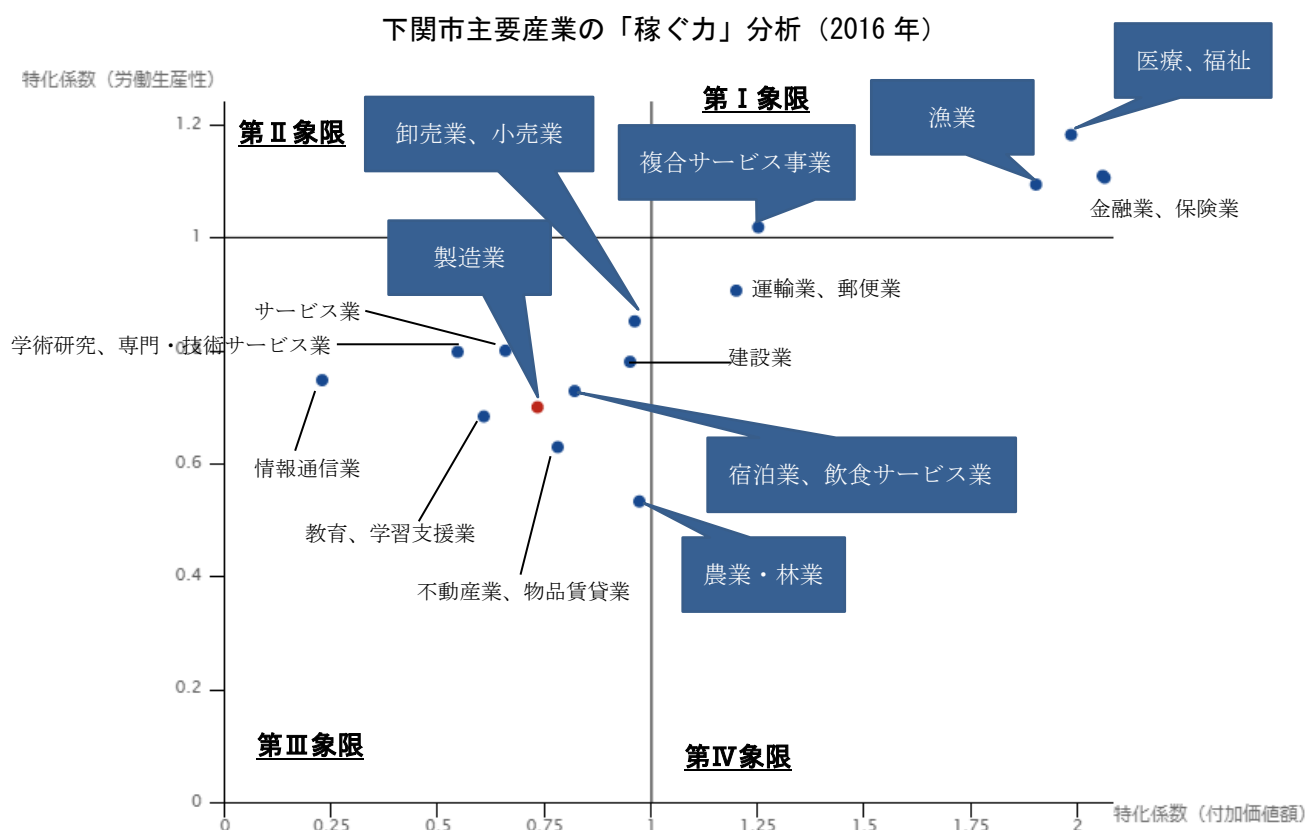 下関市主要産業の「稼ぐ力」分析（2016 年）
特化係数（労働生産性）
医療、福祉
第Ⅰ象限
漁業
第Ⅱ象限
卸売業、小売業
1.2
複合サービス事業
金融業、保険業
1
製造業
運輸業、郵便業
サービス業
学術研究、専門・技術サービス業
0.8
建設業
情報通信業
0.6
宿泊業、飲食サービス業
教育、学習支援業
農業・林業
0.4
不動産業、物品賃貸業
0.2
第Ⅲ象限
第Ⅳ象限
0
0 0.25 0.5 0.75 1 1.25 1.5 1.75 2
特化係数（付加価値額）